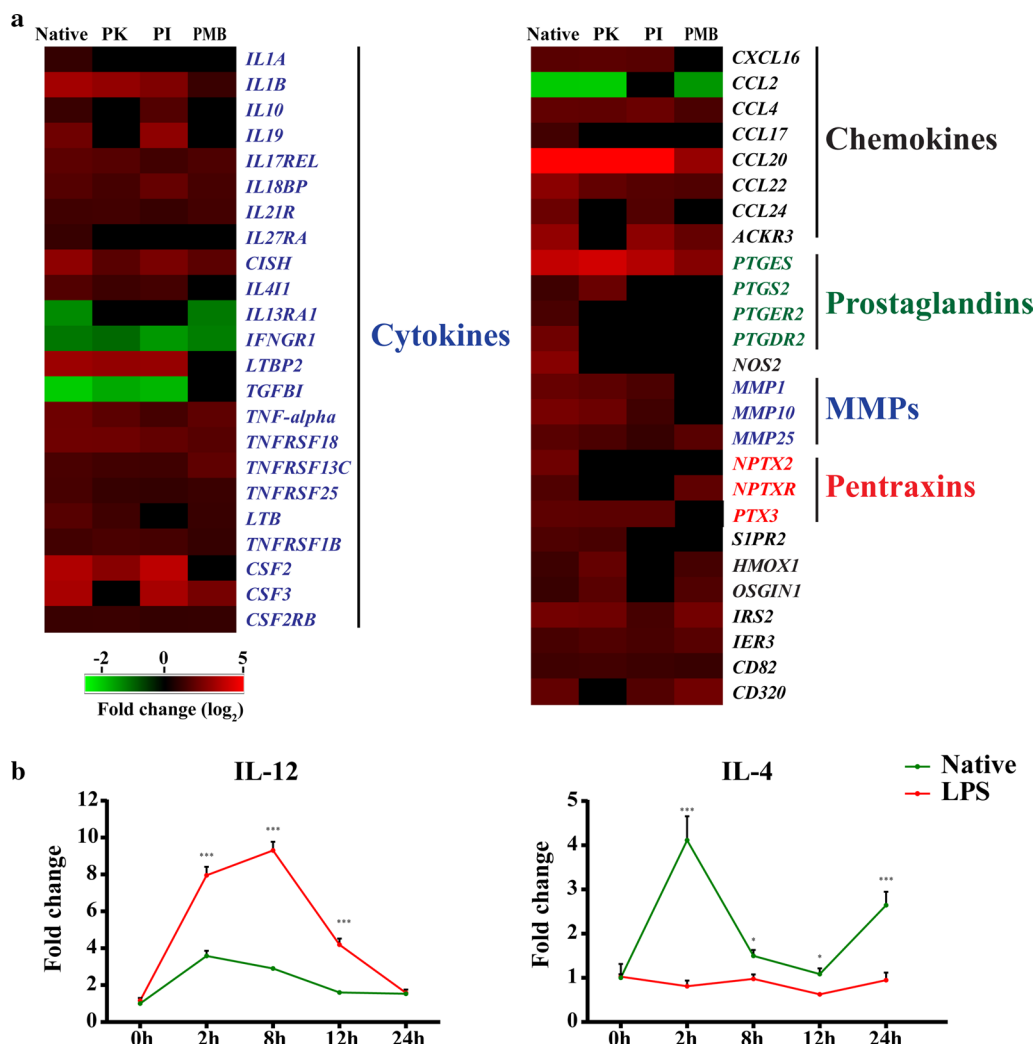 a
Native PK PI PMB
IL1A
IL1B
IL10
IL19
IL17REL
IL18BP
IL21R
IL27RA
CISH
IL4I1
IL13RA1
IFNGR1
LTBP2
TGFBI
TNF-alpha
TNFRSF18
TNFRSF13C
TNFRSF25
LTB
TNFRSF1B
CSF2
CSF3
CSF2RB
Cytokines
-2 0 5
Fold change (log2)
Native PK PI PMB
CXCL16
CCL2
CCL4
CCL17
CCL20
CCL22
CCL24
ACKR3
PTGES
PTGS2
PTGER2
PTGDR2
NOS2
MMP1
MMP10
MMP25
NPTX2
NPTXR
PTX3
S1PR2
HMOX1
OSGIN1
IRS2
IER3
CD82
CD320
Chemokines
Prostaglandins
MMPs
Pentraxins
b
IL-12
Fold change
12
10
8
6
4
2
0
***
***
***
0h 2h 8h 12h 24h
IL-4
Fold change
5
4
3
2
1
0
***
*
*
***
0h 2h 8h 12h 24h
Native
LPS